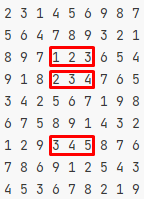 2 3 1 4 5 6 9 8 7
5 6 4 7 8 9 3 2 1
8 9 7 1 2 3 6 5 4
9 1 8 2 3 4 7 6 5
3 4 2 5 6 7 1 9 8
6 7 5 8 9 1 4 3 2
1 2 9 3 4 5 8 7 6
7 8 6 9 1 2 5 4 3
4 5 3 6 7 8 2 1 9